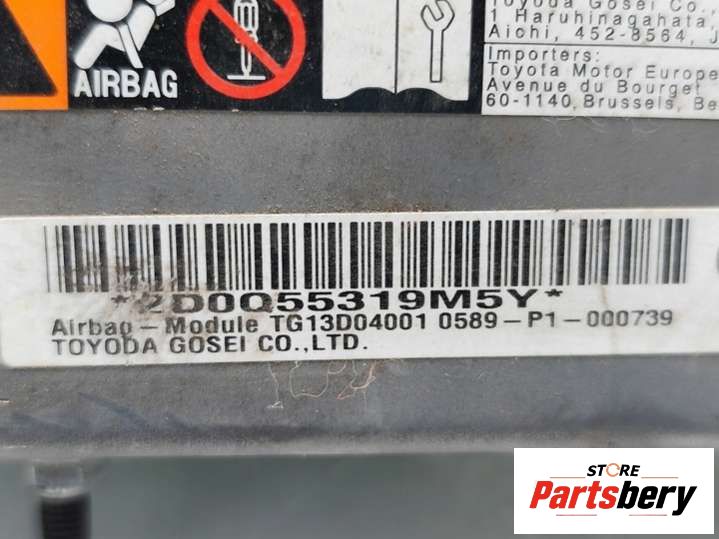 AIRBAG
Toyoda Gosei Co.,
1 Haruhinagahata,
Aichi, 452-8564, J
Importers:
Toyota Motor Europe
Avenue du Bourget
60-1140, Brussels, Be
*2D0Q55319M5Y*
Airbag-Module TG13D04001 0589-P1-000739
TOYODA GOSEI CO.,LTD.
STORE
Partsbery